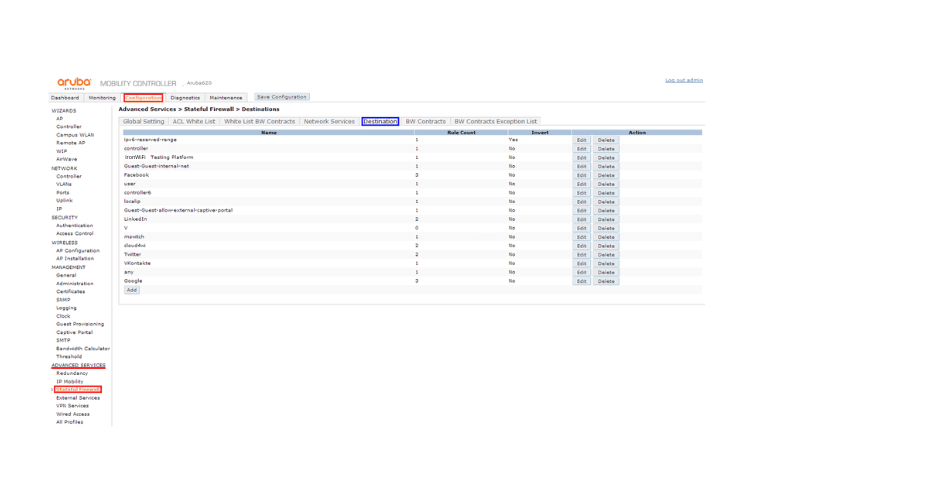 aruba NETWORKS MOBILITY CONTROLLER | Aruba620 Log out admin
Dashboard Monitoring Configuration Diagnostics Maintenance Save Configuration
Advanced Services > Stateful Firewall > Destinations
Global Setting ACL White List White List BW Contracts Network Services Destination BW Contracts BW Contracts Exception List
Name Rule Count Invert Action
ipv6-reserved-range 1 Yes Edit Delete
controller 1 No Edit Delete
IronWiFi Testing Platform 1 No Edit Delete
Guest-Guest-internal-net 1 No Edit Delete
Facebook 3 No Edit Delete
user 1 No Edit Delete
controller6 1 No Edit Delete
localip 1 No Edit Delete
Guest-Guest-allow-external-captive-portal 1 No Edit Delete
LinkedIn 2 No Edit Delete
V 0 No Edit Delete
mswitch 1 No Edit Delete
cloud4wi 2 No Edit Delete
Twitter 2 No Edit Delete
VKontakte 1 No Edit Delete
any 1 No Edit Delete
Google 3 No Edit Delete
Add
WIZARDS
AP
Controller
Campus WLAN
Remote AP
WIP
AirWave
NETWORK
Controller
VLANs
Ports
Uplink
IP
SECURITY
Authentication
Access Control
WIRELESS
AP Configuration
AP Installation
MANAGEMENT
General
Administration
Certificates
SNMP
Logging
Clock
Guest Provisioning
Captive Portal
SMTP
Bandwidth Calculator
Threshold
ADVANCED SERVICES
Redundancy
IP Mobility
> Stateful Firewall
External Services
VPN Services
Wired Access
All Profiles